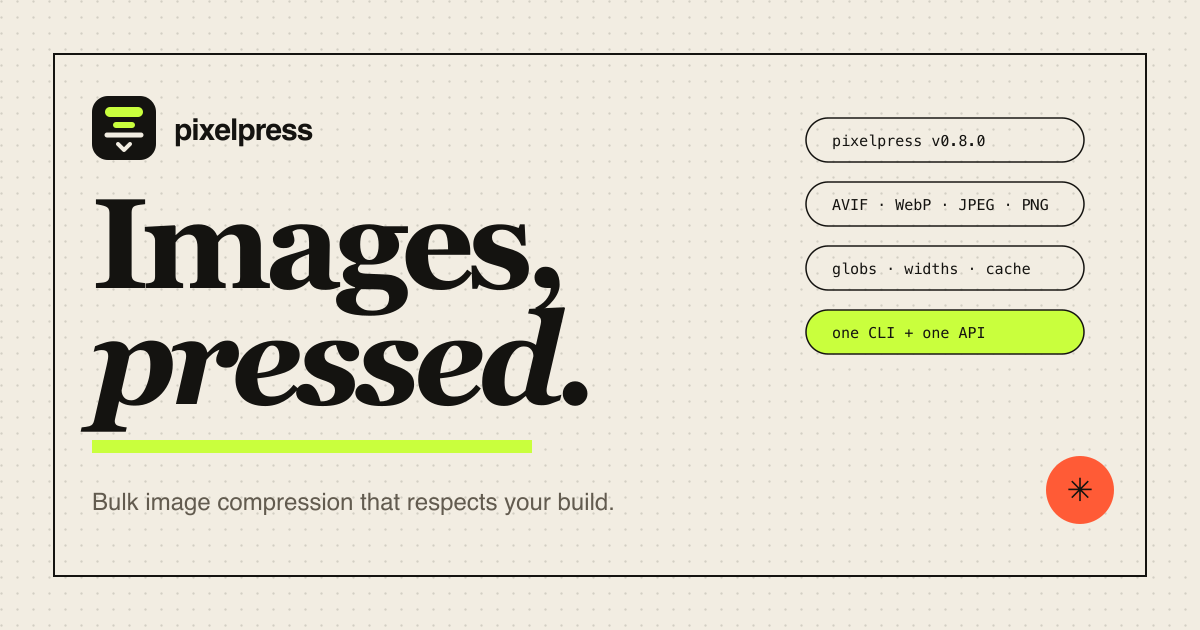 pixelpress
Images,
pressed.
Bulk image compression that respects your build.
pixelpress v0.8.0
AVIF · WebP · JPEG · PNG
globs · widths · cache
one CLI + one API